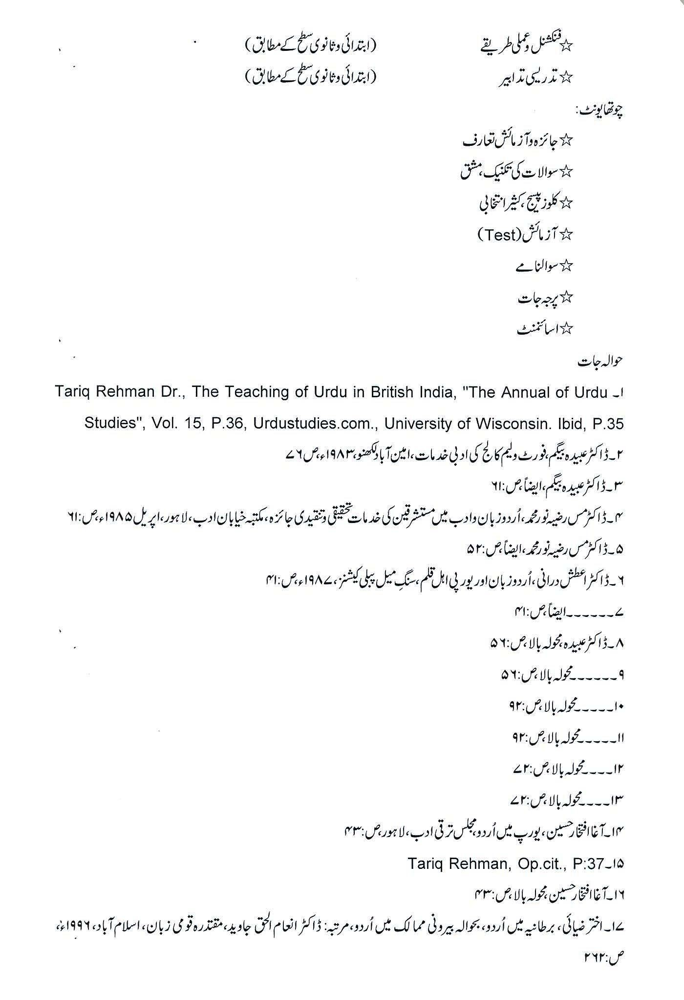 ☆ فنکشنل وعملی طریقے (ابتدائی وثانوی سطح کے مطابق)
☆ تدریسی تدابیر (ابتدائی وثانوی سطح کے مطابق)
چوتھا یونٹ:
☆ جائزہ وآزمائش تعارف
☆ سوالات کی تکنیک، مشق
☆ کلوز پیسج، کثیر انتخابی
☆ آزمائش (Test)
☆ سوالنامے
☆ پرچہ جات
☆ اسائنمنٹ
حوالہ جات
۱۔ Tariq Rehman Dr., The Teaching of Urdu in British India, "The Annual of Urdu
Studies", Vol. 15, P.36, Urdustudies.com., University of Wisconsin. Ibid, P.35
۲۔ ڈاکٹر عبیدہ بیگم، فورٹ ولیم کالج کی ادبی خدمات، امین آباد لکھنو، ۱۹۸۳ء، ص ۷۶
۳۔ ڈاکٹر عبیدہ بیگم، ایضاً، ص: ۶۱
۴۔ ڈاکٹر مس رضیہ نور محمد، اُردو زبان وادب میں مستشرقین کی خدمات تحقیقی وتنقیدی جائزہ، مکتبہ خیابان ادب، لاہور، اپریل ۱۹۸۵ء، ص: ۶۱
۵۔ ڈاکٹر مس رضیہ نور محمد، ایضاً، ص: ۵۲
۶۔ ڈاکٹر اعطش درانی، اُردو زبان اور یورپی اہل قلم، سنگِ میل پبلی کیشنز، ۱۹۸۷ء، ص: ۴۱
۷۔۔۔۔۔۔ ایضاً، ص: ۴۱
۸۔ ڈاکٹر عبیدہ، محولہ بالا، ص: ۵۶
۹۔۔۔۔۔۔ محولہ بالا، ص: ۵۶
۱۰۔۔۔۔۔ محولہ بالا، ص: ۹۲
۱۱۔۔۔۔۔ محولہ بالا، ص: ۹۲
۱۲۔۔۔۔ محولہ بالا، ص: ۷۲
۱۳۔۔۔۔ محولہ بالا، ص: ۷۲
۱۴۔ آغا افتخار حسین، یورپ میں اُردو، مجلس ترقی ادب، لاہور، ص: ۴۳
۱۵۔ Tariq Rehman, Op.cit., P:37
۱۶۔ آغا افتخار حسین، محولہ بالا، ص: ۴۳
۱۷۔ اختر ضیائی، برطانیہ میں اُردو، بحوالہ بیرونی ممالک میں اُردو، مرتبہ: ڈاکٹر انعام الحق جاوید، مقتدرہ قومی زبان، اسلام آباد، ۱۹۹۶ء،
ص: ۲۶۲